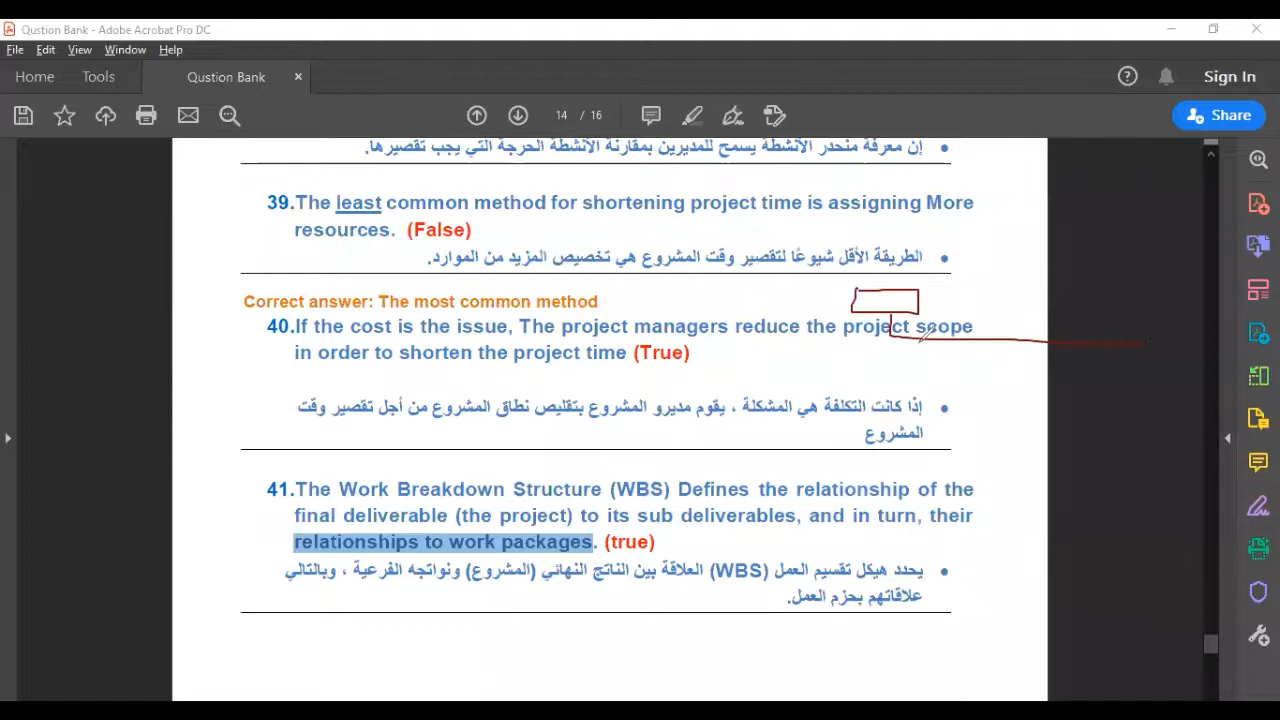 Qustion Bank - Adobe Acrobat Pro DC
File Edit View Window Help
Home Tools Qustion Bank × Sign In
14 / 16 Share
إن معرفة منحدر الأنشطة يسمح للمديرين بمقارنة الأنشطة الحرجة التي يجب تقصيرها.
39.The least common method for shortening project time is assigning More
resources. (False)
الطريقة الأقل شيوعًا لتقصير وقت المشروع هي تخصيص المزيد من الموارد.
Correct answer: The most common method
40.If the cost is the issue, The project managers reduce the project scope
in order to shorten the project time (True)
إذا كانت التكلفة هي المشكلة ، يقوم مديرو المشروع بتقليص نطاق المشروع من أجل تقصير وقت
المشروع
41.The Work Breakdown Structure (WBS) Defines the relationship of the
final deliverable (the project) to its sub deliverables, and in turn, their
relationships to work packages. (true)
يحدد هيكل تقسيم العمل (WBS) العلاقة بين الناتج النهائي (المشروع) ونواتجه الفرعية ، وبالتالي
علاقاتهم بحزم العمل.